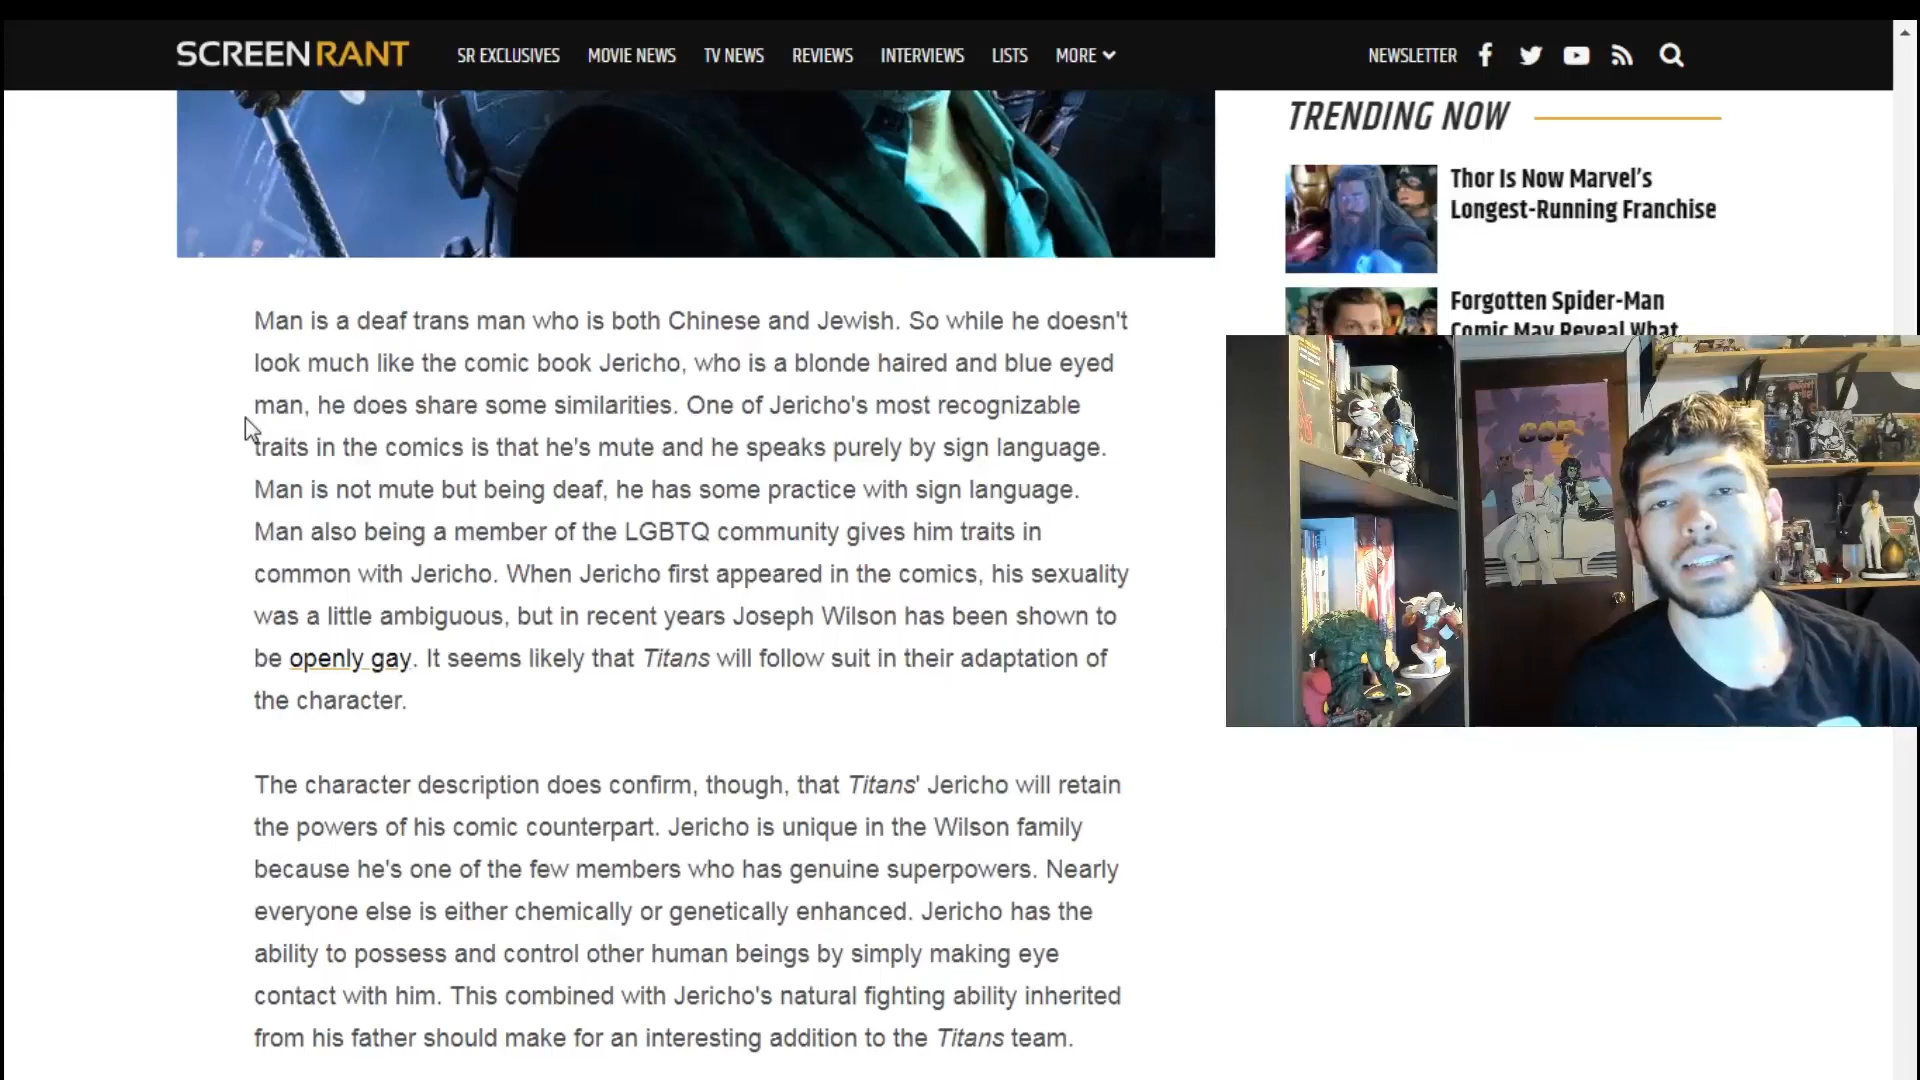 SCREENRANT
SR EXCLUSIVES MOVIE NEWS TV NEWS REVIEWS INTERVIEWS LISTS MORE NEWSLETTER
TRENDING NOW
Thor Is Now Marvel's
Longest-Running Franchise
Forgotten Spider-Man
Comic May Reveal What
Man is a deaf trans man who is both Chinese and Jewish. So while he doesn't
look much like the comic book Jericho, who is a blonde haired and blue eyed
man, he does share some similarities. One of Jericho's most recognizable
traits in the comics is that he's mute and he speaks purely by sign language.
Man is not mute but being deaf, he has some practice with sign language.
Man also being a member of the LGBTQ community gives him traits in
common with Jericho. When Jericho first appeared in the comics, his sexuality
was a little ambiguous, but in recent years Joseph Wilson has been shown to
be openly gay. It seems likely that Titans will follow suit in their adaptation of
the character.
The character description does confirm, though, that Titans' Jericho will retain
the powers of his comic counterpart. Jericho is unique in the Wilson family
because he's one of the few members who has genuine superpowers. Nearly
everyone else is either chemically or genetically enhanced. Jericho has the
ability to possess and control other human beings by simply making eye
contact with him. This combined with Jericho's natural fighting ability inherited
from his father should make for an interesting addition to the Titans team.
COP